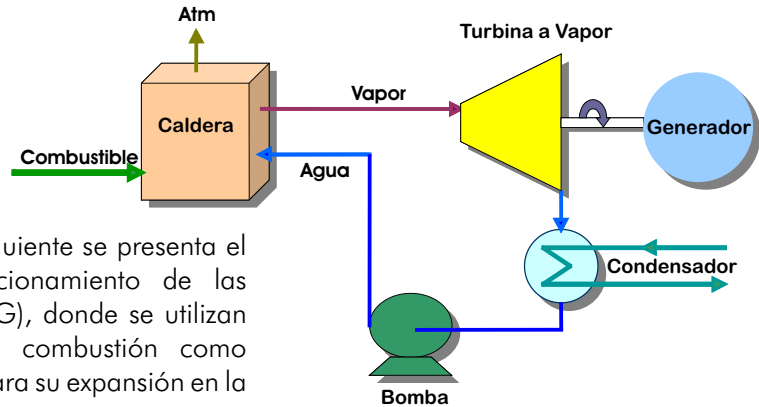 Atm
Turbina a Vapor
Vapor
Caldera
Generador
Combustible
Agua
uiente se presenta el
cionamiento de las
G), donde se utilizan
combustión como
ara su expansión en la
Condensador
Bomba